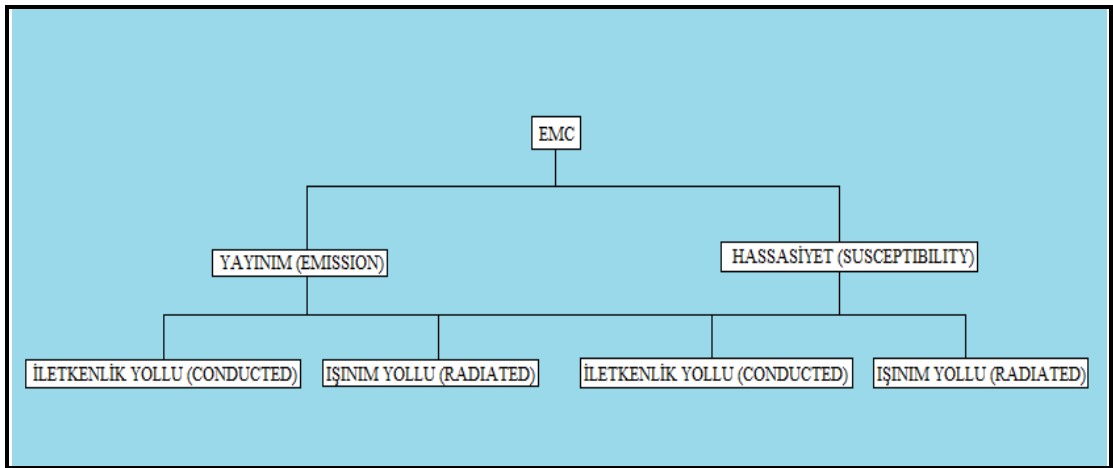 EMC
YAYINIM (EMISSION)
HASSASİYET (SUSCEPTIBILITY)
İLETKENLİK YOLLU (CONDUCTED)
IŞINIM YOLLU (RADIATED)
İLETKENLİK YOLLU (CONDUCTED)
IŞINIM YOLLU (RADIATED)